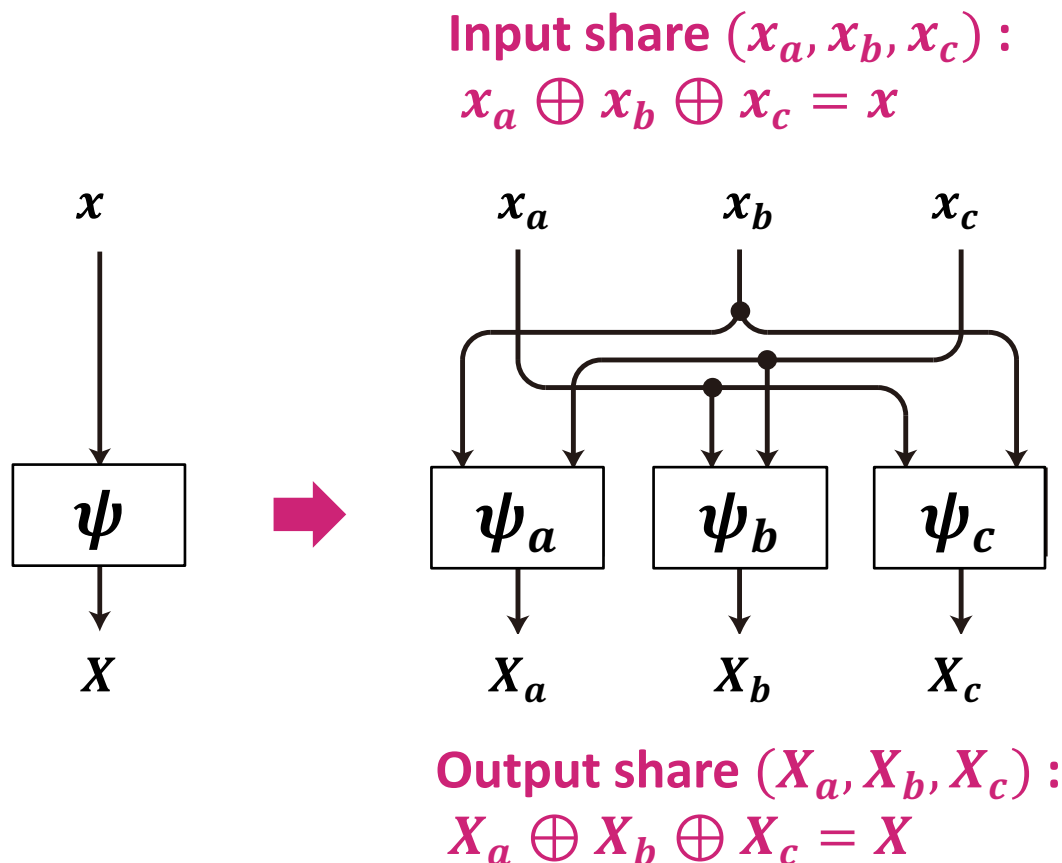 Input share (x_a, x_b, x_c) :
x_a ⊕ x_b ⊕ x_c = x
x x_a x_b x_c
ψ ψ_a ψ_b ψ_c
X X_a X_b X_c
Output share (X_a, X_b, X_c) :
X_a ⊕ X_b ⊕ X_c = X